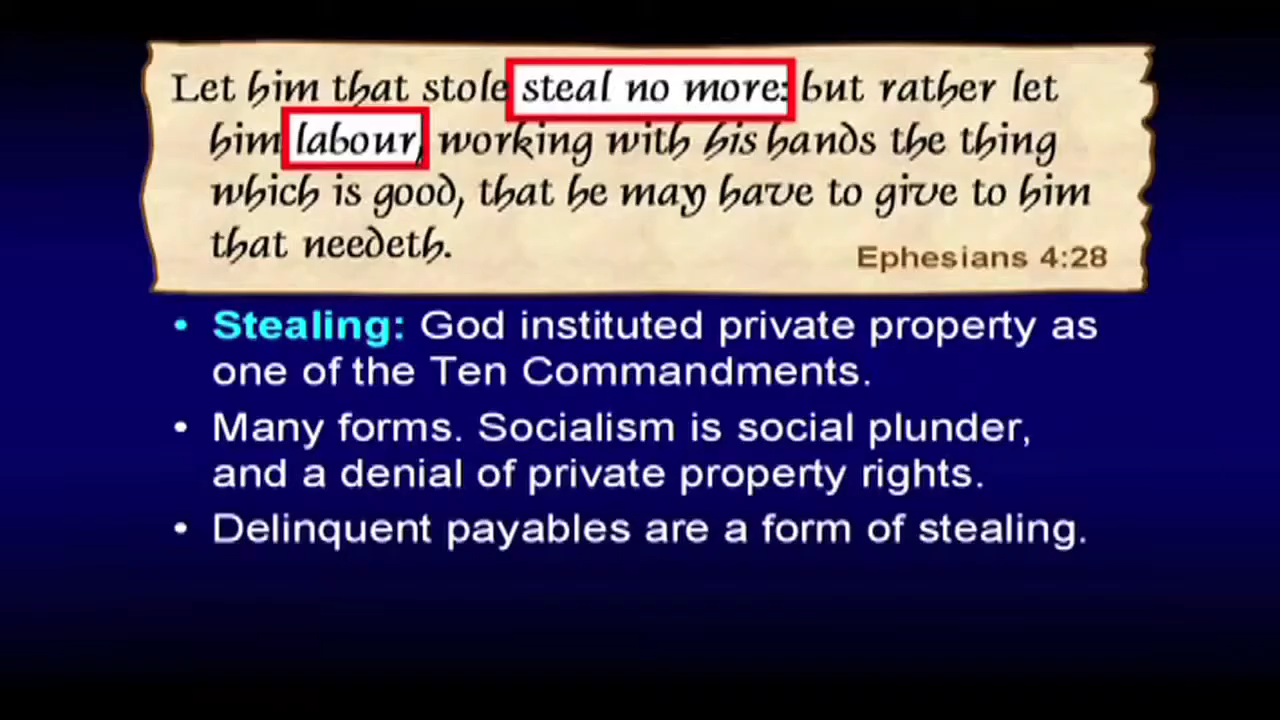 Let him that stole steal no more: but rather let
him labour, working with his hands the thing
which is good, that he may have to give to him
that needeth.
Ephesians 4:28
• Stealing: God instituted private property as
one of the Ten Commandments.
• Many forms. Socialism is social plunder,
and a denial of private property rights.
• Delinquent payables are a form of stealing.